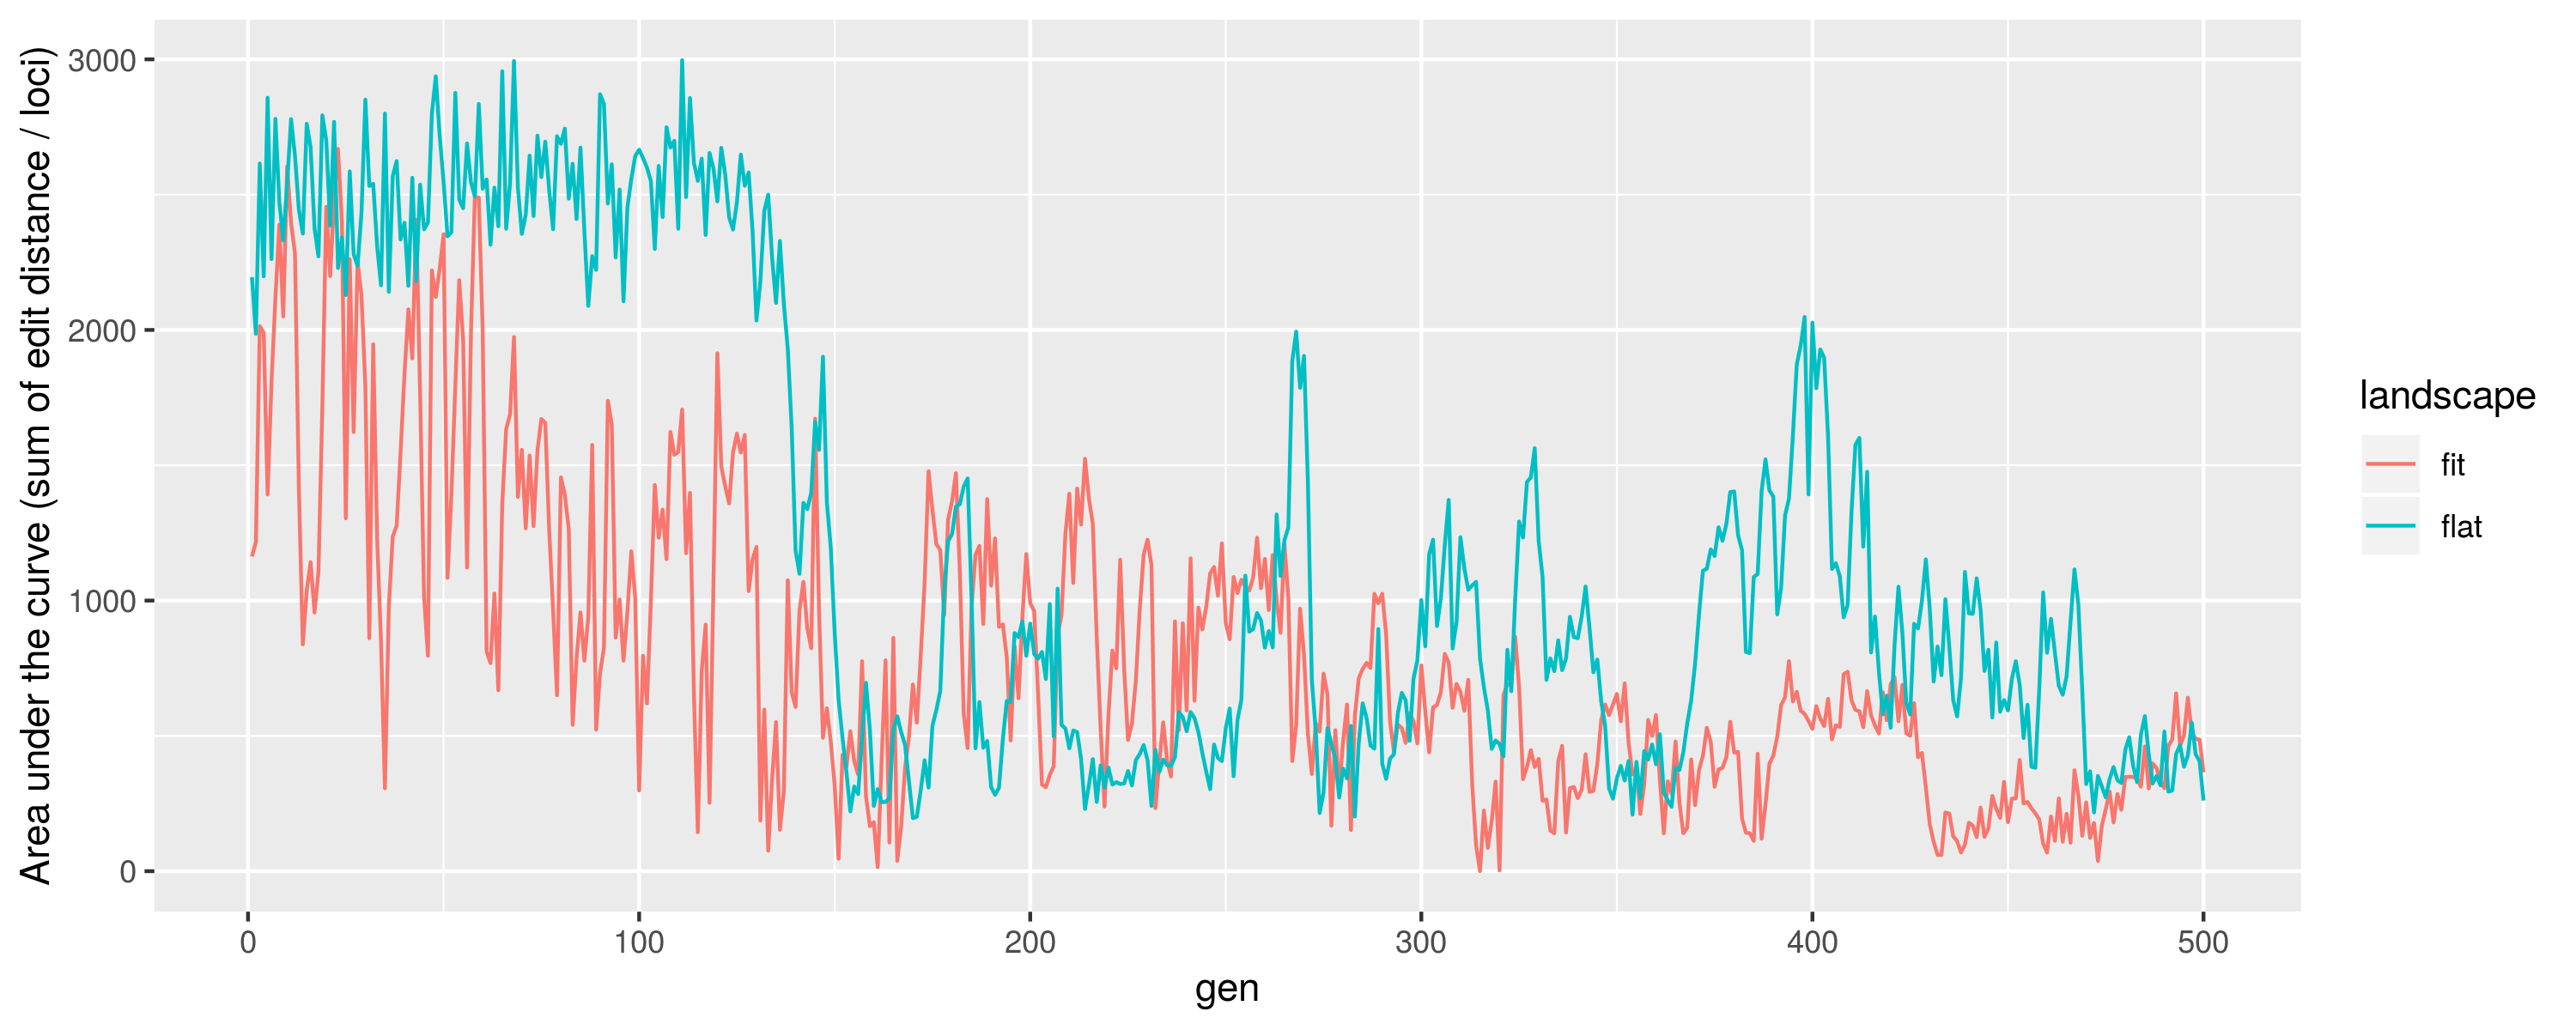 Area under the curve (sum of edit distance / loci)
3000
2000
1000
0
0 100 200 300 400 500
gen
landscape
fit
flat